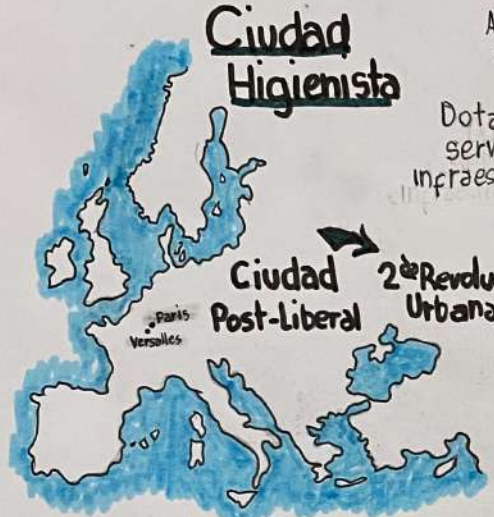 Ciudad
Higienista
A
Dota
serv
infraes
Ciudad
Post-Liberal
2da Revolu
Urbana
Paris
Versalles